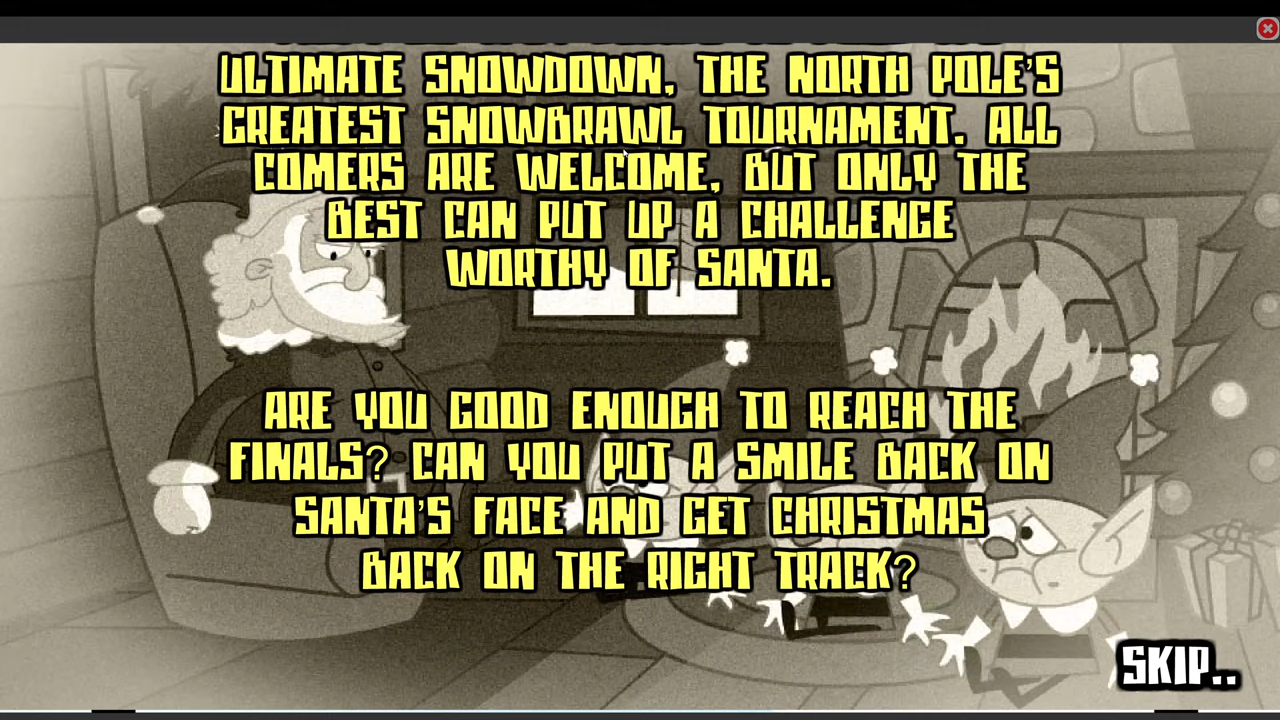 ULTIMATE SNOWDOWN, THE NORTH POLE'S
GREATEST SNOWBRAWL TOURNAMENT. ALL
COMERS ARE WELCOME, BUT ONLY THE
BEST CAN PUT UP A CHALLENGE
WORTHY OF SANTA.
ARE YOU GOOD ENOUGH TO REACH THE
FINALS? CAN YOU PUT A SMILE BACK ON
SANTA'S FACE AND GET CHRISTMAS
BACK ON THE RIGHT TRACK?
SKIP..